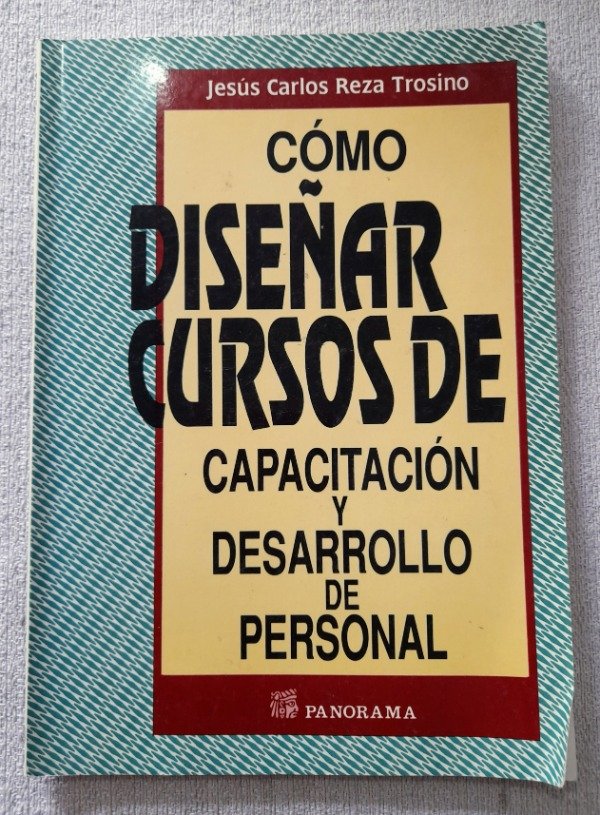 Jesús Carlos Reza Trosino
CÓMO
DISEÑAR
CURSOS DE
CAPACITACIÓN
Y
DESARROLLO
DE
PERSONAL
PANORAMA